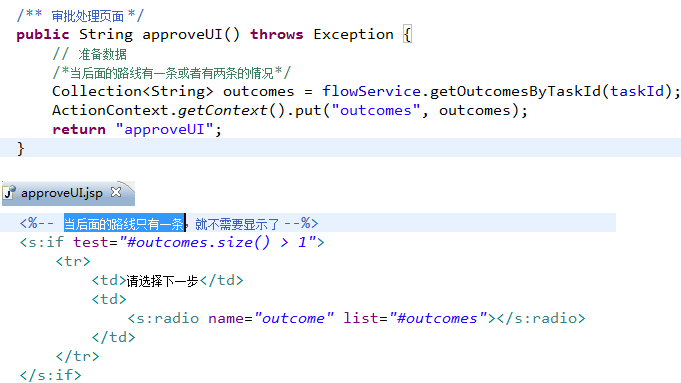 /** 审批处理页面 */
public String approveUI() throws Exception {
// 准备数据
/*当后面的路线有一条或者有两条的情况*/
Collection<String> outcomes = flowService.getOutcomesByTaskId(taskId);
ActionContext.getContext().put("outcomes", outcomes);
return "approveUI";
}
approveUI.jsp
<%-- 当后面的路线只有一条，就不需要显示了 --%>
<s:if test="#outcomes.size() > 1">
<tr>
<td>请选择下一步</td>
<td>
<s:radio name="outcome" list="#outcomes"></s:radio>
</td>
</tr>
</s:if>